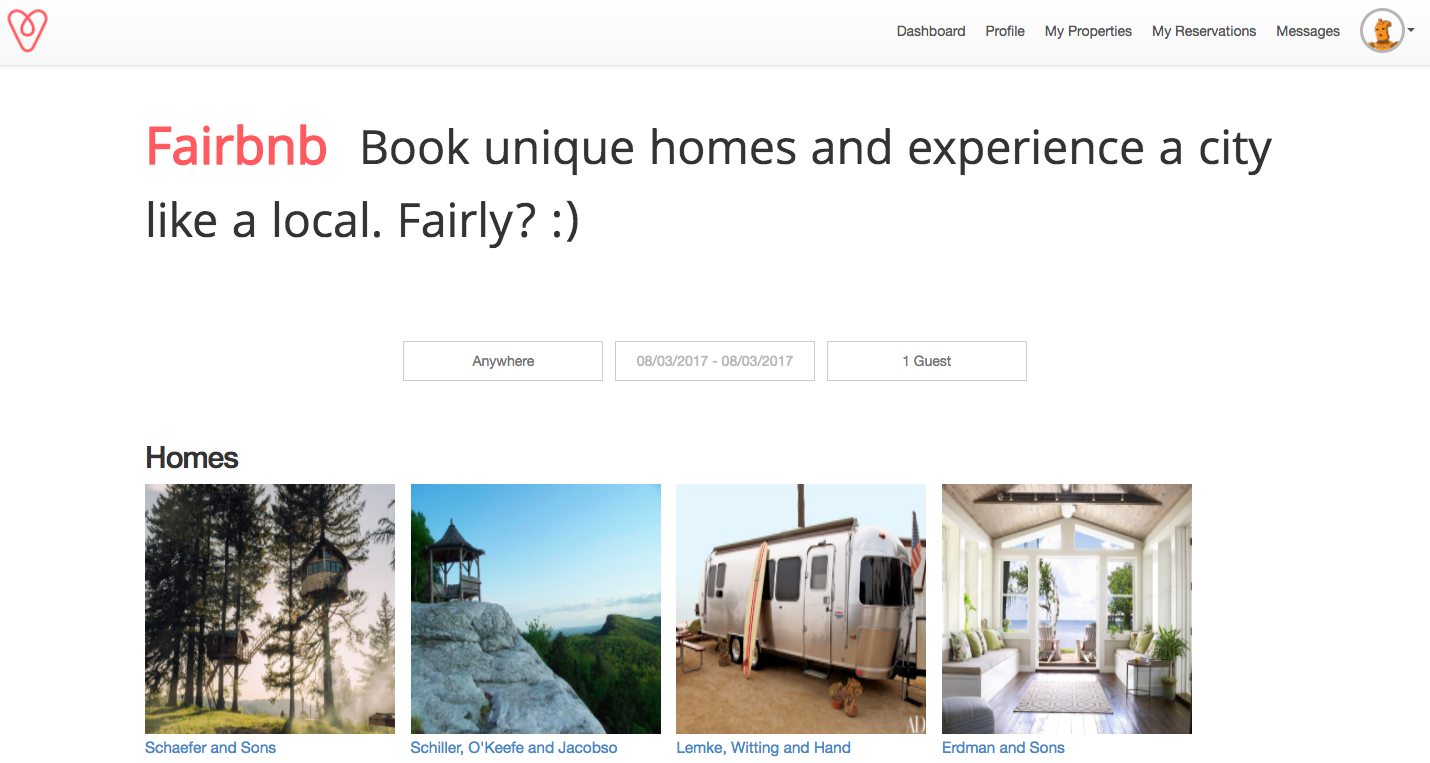 Dashboard Profile My Properties My Reservations Messages
Fairbnb Book unique homes and experience a city
like a local. Fairly? :)
Anywhere 08/03/2017 - 08/03/2017 1 Guest
Homes
AD
Schaefer and Sons Schiller, O'Keefe and Jacobso Lemke, Witting and Hand Erdman and Sons